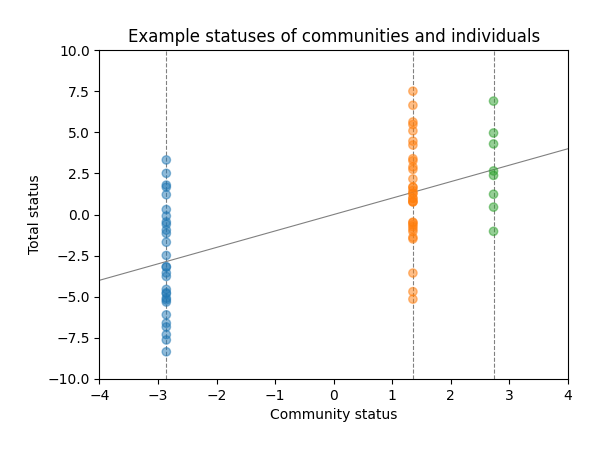 Example statuses of communities and individuals
10.0
7.5
5.0
2.5
0.0
−2.5
−5.0
−7.5
−10.0
Total status
−4 −3 −2 −1 0 1 2 3 4
Community status